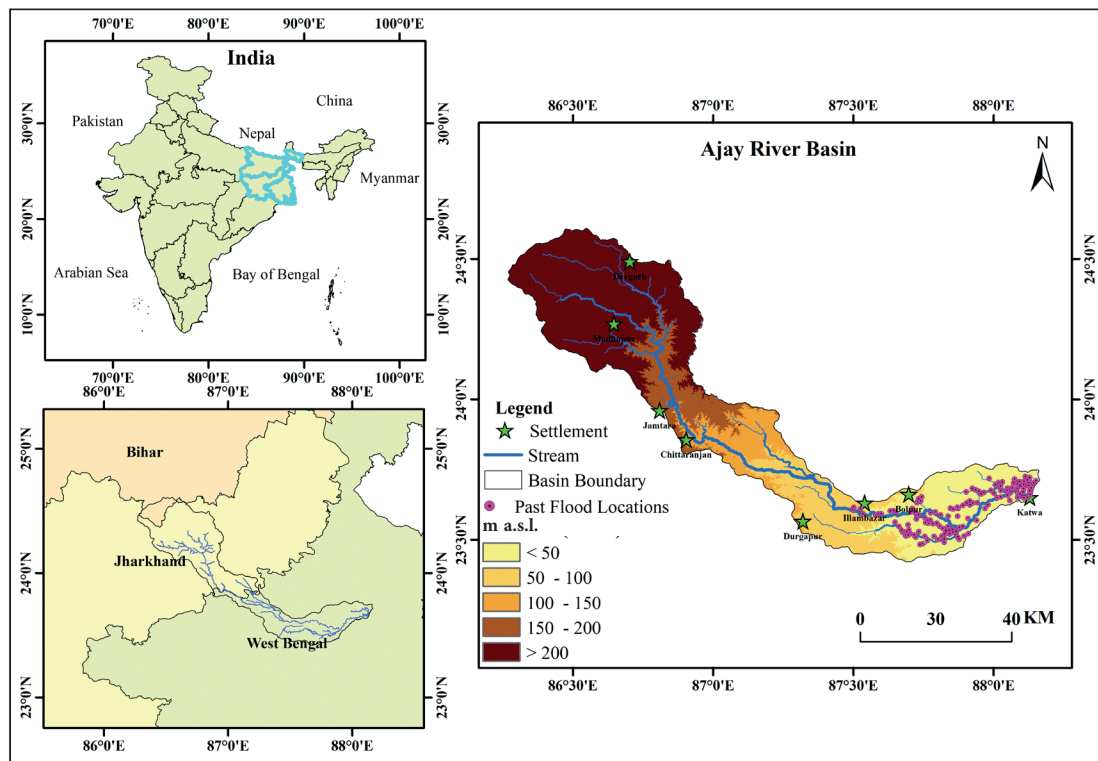 70°0'E 80°0'E 90°0'E 100°0'E
India
China
Pakistan
Nepal
Myanmar
Arabian Sea
Bay of Bengal
30°0'N
20°0'N
10°0'N
30°0'N
20°0'N
10°0'N
70°0'E 80°0'E 90°0'E 100°0'E
86°0'E 87°0'E 88°0'E
Bihar
Jharkhand
West Bengal
25°0'N
24°0'N
23°0'N
25°0'N
24°0'N
23°0'N
86°0'E 87°0'E 88°0'E
86°30'E 87°0'E 87°30'E 88°0'E
Ajay River Basin
N
24°30'N
24°0'N
23°30'N
24°30'N
24°0'N
23°30'N
Devgarh
Madhupur
Jamtara
Chittaranjan
Durgapur
Illambazar
Bolpur
Katwa
Legend
Settlement
Stream
Basin Boundary
Past Flood Locations
m a.s.l.
< 50
50 - 100
100 - 150
150 - 200
> 200
0 30 40 KM
86°30'E 87°0'E 87°30'E 88°0'E